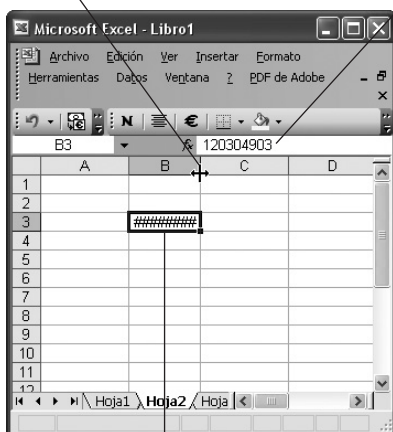 Microsoft Excel - Libro1
Archivo Edición Ver Insertar Formato
Herramientas Datos Ventana ? PDF de Adobe
N €
B3 fx 120304903
A B C D
1
2
3 #########
4
5
6
7
8
9
10
11
12
Hoja1 Hoja2 Hoja